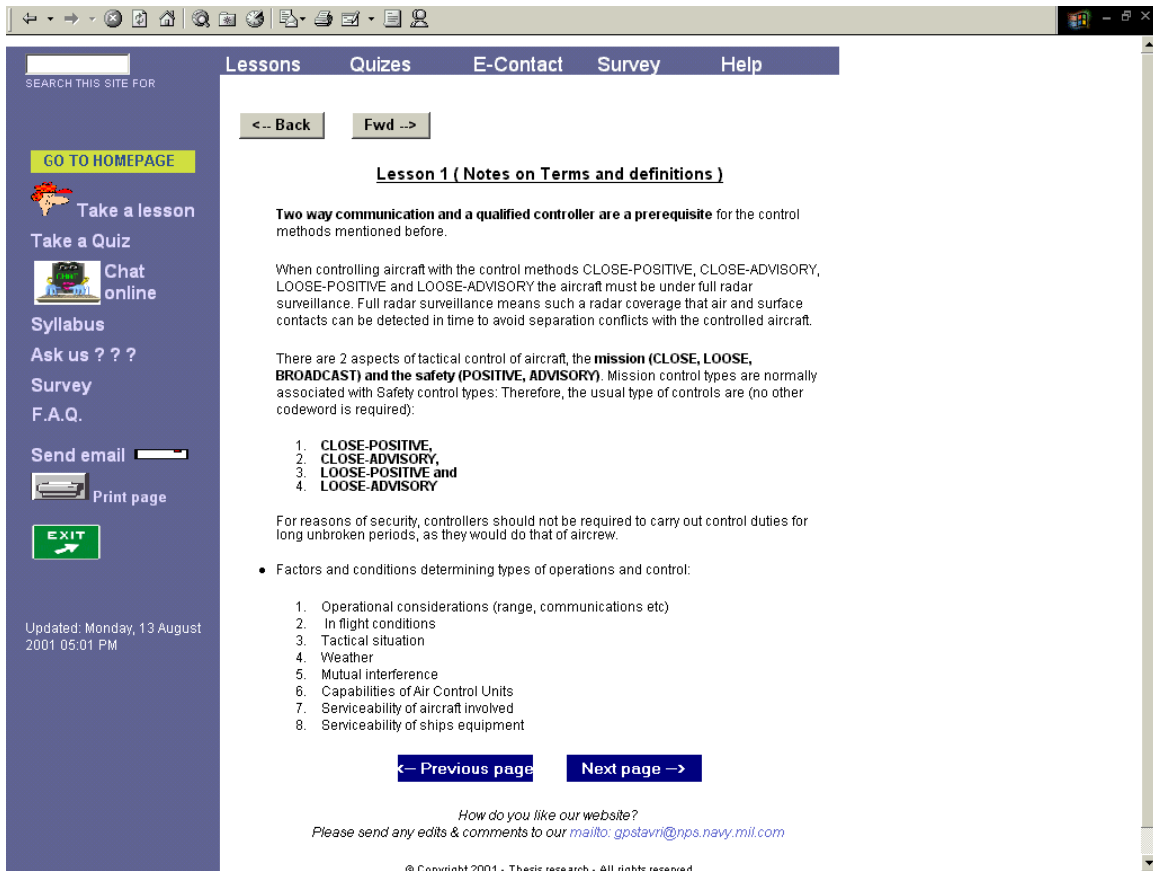 Lessons Quizes E-Contact Survey Help
SEARCH THIS SITE FOR
<-- Back Fwd -->
GO TO HOMEPAGE
Take a lesson
Take a Quiz
Chat
online
Syllabus
Ask us ? ? ?
Survey
F.A.Q.
Send email
Print page
EXIT
Updated: Monday, 13 August
2001 05:01 PM
Lesson 1 ( Notes on Terms and definitions )
Two way communication and a qualified controller are a prerequisite for the control
methods mentioned before.
When controlling aircraft with the control methods CLOSE-POSITIVE, CLOSE-ADVISORY,
LOOSE-POSITIVE and LOOSE-ADVISORY the aircraft must be under full radar
surveillance. Full radar surveillance means such a radar coverage that air and surface
contacts can be detected in time to avoid separation conflicts with the controlled aircraft.
There are 2 aspects of tactical control of aircraft, the mission (CLOSE, LOOSE,
BROADCAST) and the safety (POSITIVE, ADVISORY). Mission control types are normally
associated with Safety control types: Therefore, the usual type of controls are (no other
codeword is required):
1. CLOSE-POSITIVE,
2. CLOSE-ADVISORY,
3. LOOSE-POSITIVE and
4. LOOSE-ADVISORY
For reasons of security, controllers should not be required to carry out control duties for
long unbroken periods, as they would do that of aircrew.
• Factors and conditions determining types of operations and control:
1. Operational considerations (range, communications etc)
2. In flight conditions
3. Tactical situation
4. Weather
5. Mutual interference
6. Capabilities of Air Control Units
7. Serviceability of aircraft involved
8. Serviceability of ships equipment
<-- Previous page Next page -->
How do you like our website?
Please send any edits & comments to our mailto: gpstavri@nps.navy.mil.com
© Copyright 2001 - Thesis research - All rights reserved